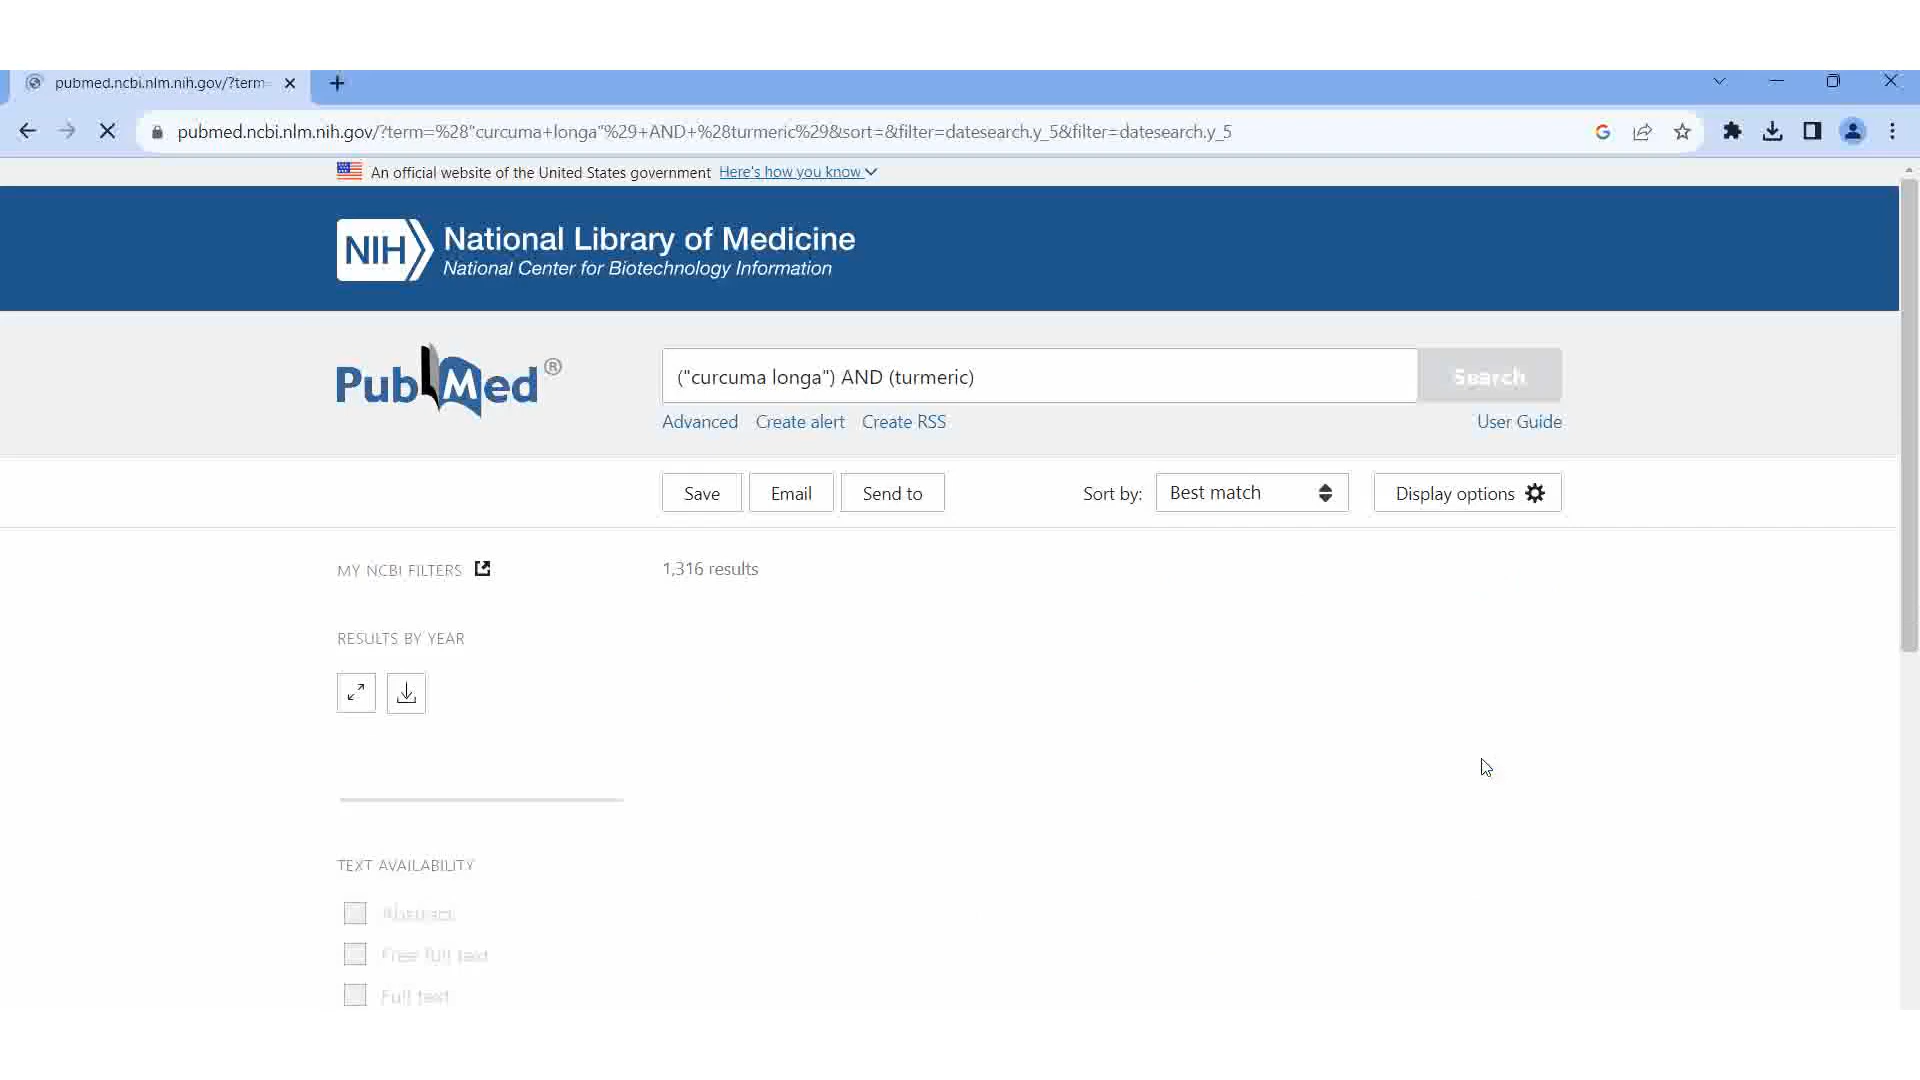 pubmed.ncbi.nlm.nih.gov/?term=
pubmed.ncbi.nlm.nih.gov/?term=%28"curcuma+longa"%29+AND+%28turmeric%29&sort=&filter=datesearch.y_5&filter=datesearch.y_5
An official website of the United States government Here's how you know
NIH National Library of Medicine
National Center for Biotechnology Information
PubMed®
("curcuma longa") AND (turmeric) Search
Advanced Create alert Create RSS User Guide
Save Email Send to Sort by: Best match Display options
MY NCBI FILTERS 1,316 results
RESULTS BY YEAR
TEXT AVAILABILITY
Abstract
Free full text
Full text